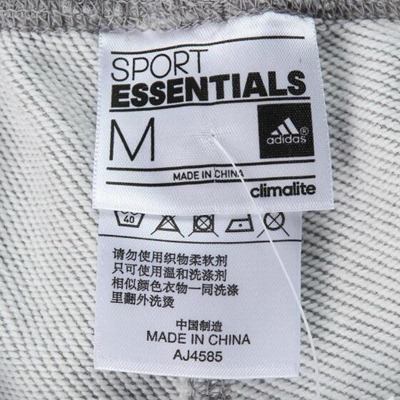 SPORT
ESSENTIALS
M
adidas®
MADE IN CHINA
climalite
40
请勿使用织物柔软剂
只可使用温和洗涤剂
相似颜色衣物一同洗涤
里翻外洗烫
中国制造
MADE IN CHINA
AJ4585